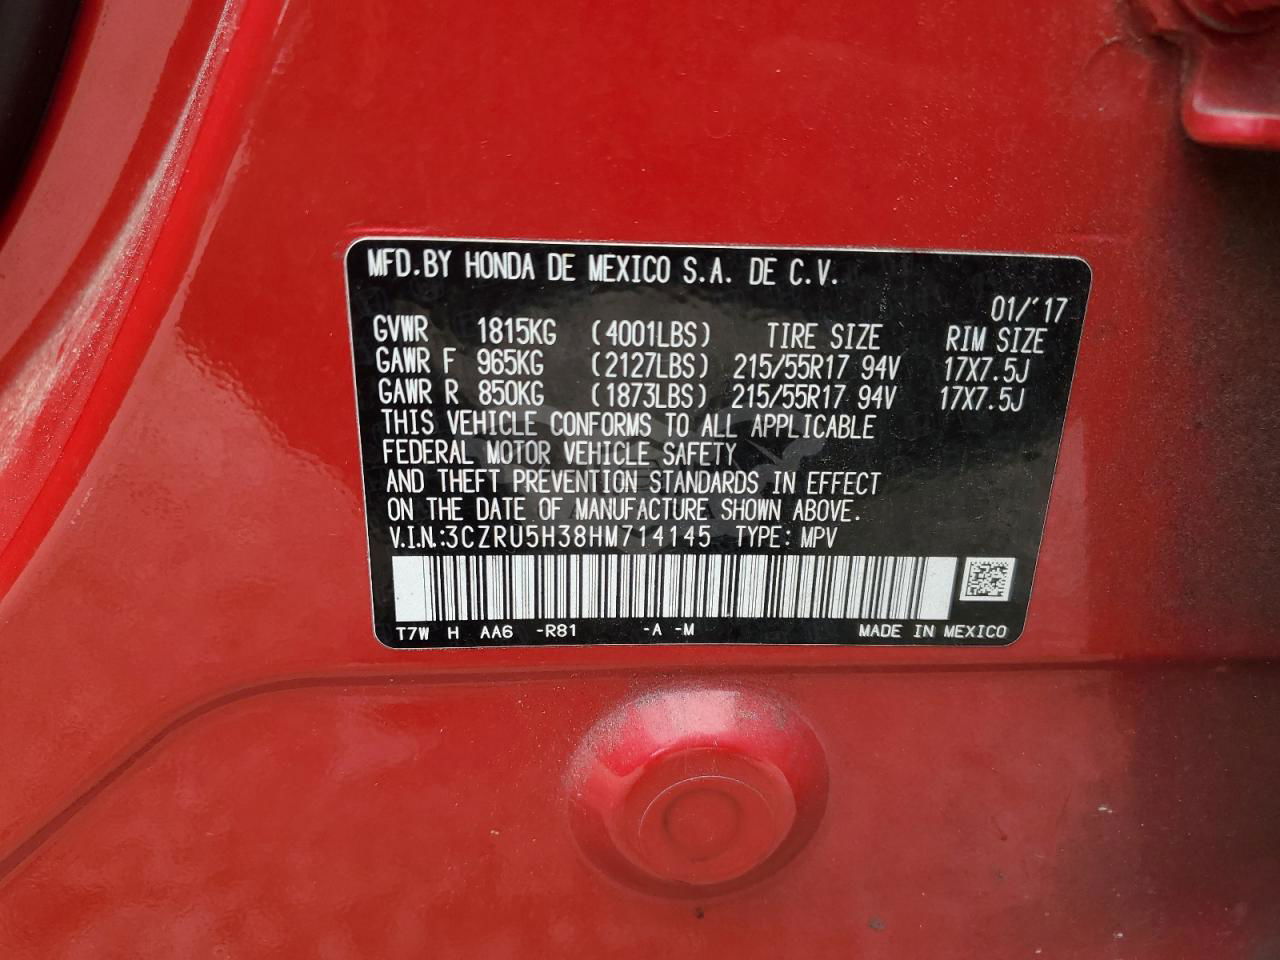 MFD.BY HONDA DE MEXICO S.A. DE C.V.
01/'17
GVWR 1815KG (4001LBS) TIRE SIZE RIM SIZE
GAWR F 965KG (2127LBS) 215/55R17 94V 17X7.5J
GAWR R 850KG (1873LBS) 215/55R17 94V 17X7.5J
THIS VEHICLE CONFORMS TO ALL APPLICABLE
FEDERAL MOTOR VEHICLE SAFETY
AND THEFT PREVENTION STANDARDS IN EFFECT
ON THE DATE OF MANUFACTURE SHOWN ABOVE.
V.I.N.:3CZRU5H38HM714145 TYPE: MPV
T7W H AA6 -R81 -A -M MADE IN MEXICO